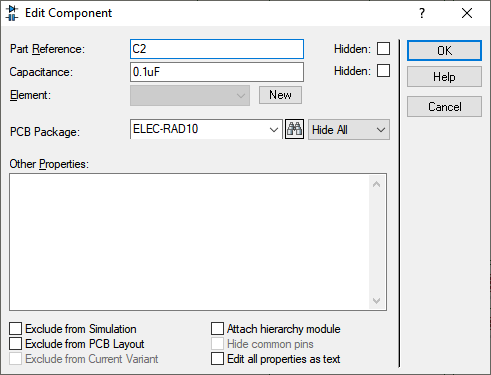 Edit Component
? ×
Part Reference: C2 Hidden: OK
Capacitance: 0.1uF Hidden: Help
Element: New Cancel
PCB Package: ELEC-RAD10 Hide All
Other Properties:
Exclude from Simulation Attach hierarchy module
Exclude from PCB Layout Hide common pins
Exclude from Current Variant Edit all properties as text